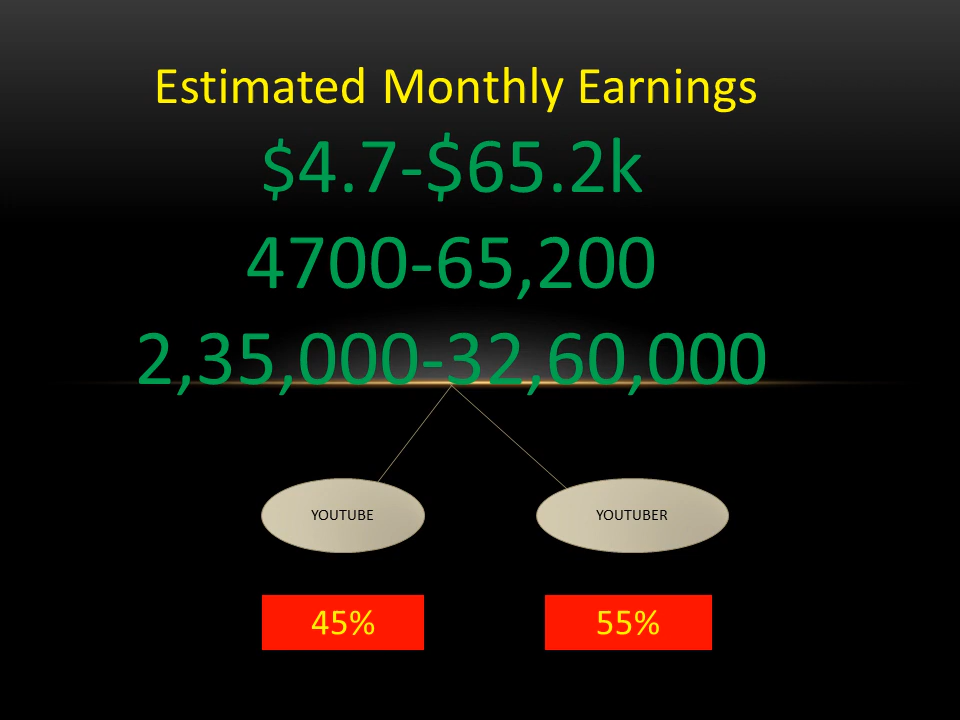 Estimated Monthly Earnings
$4.7-$65.2k
4700-65,200
2,35,000-32,60,000
YOUTUBE
YOUTUBER
45%
55%